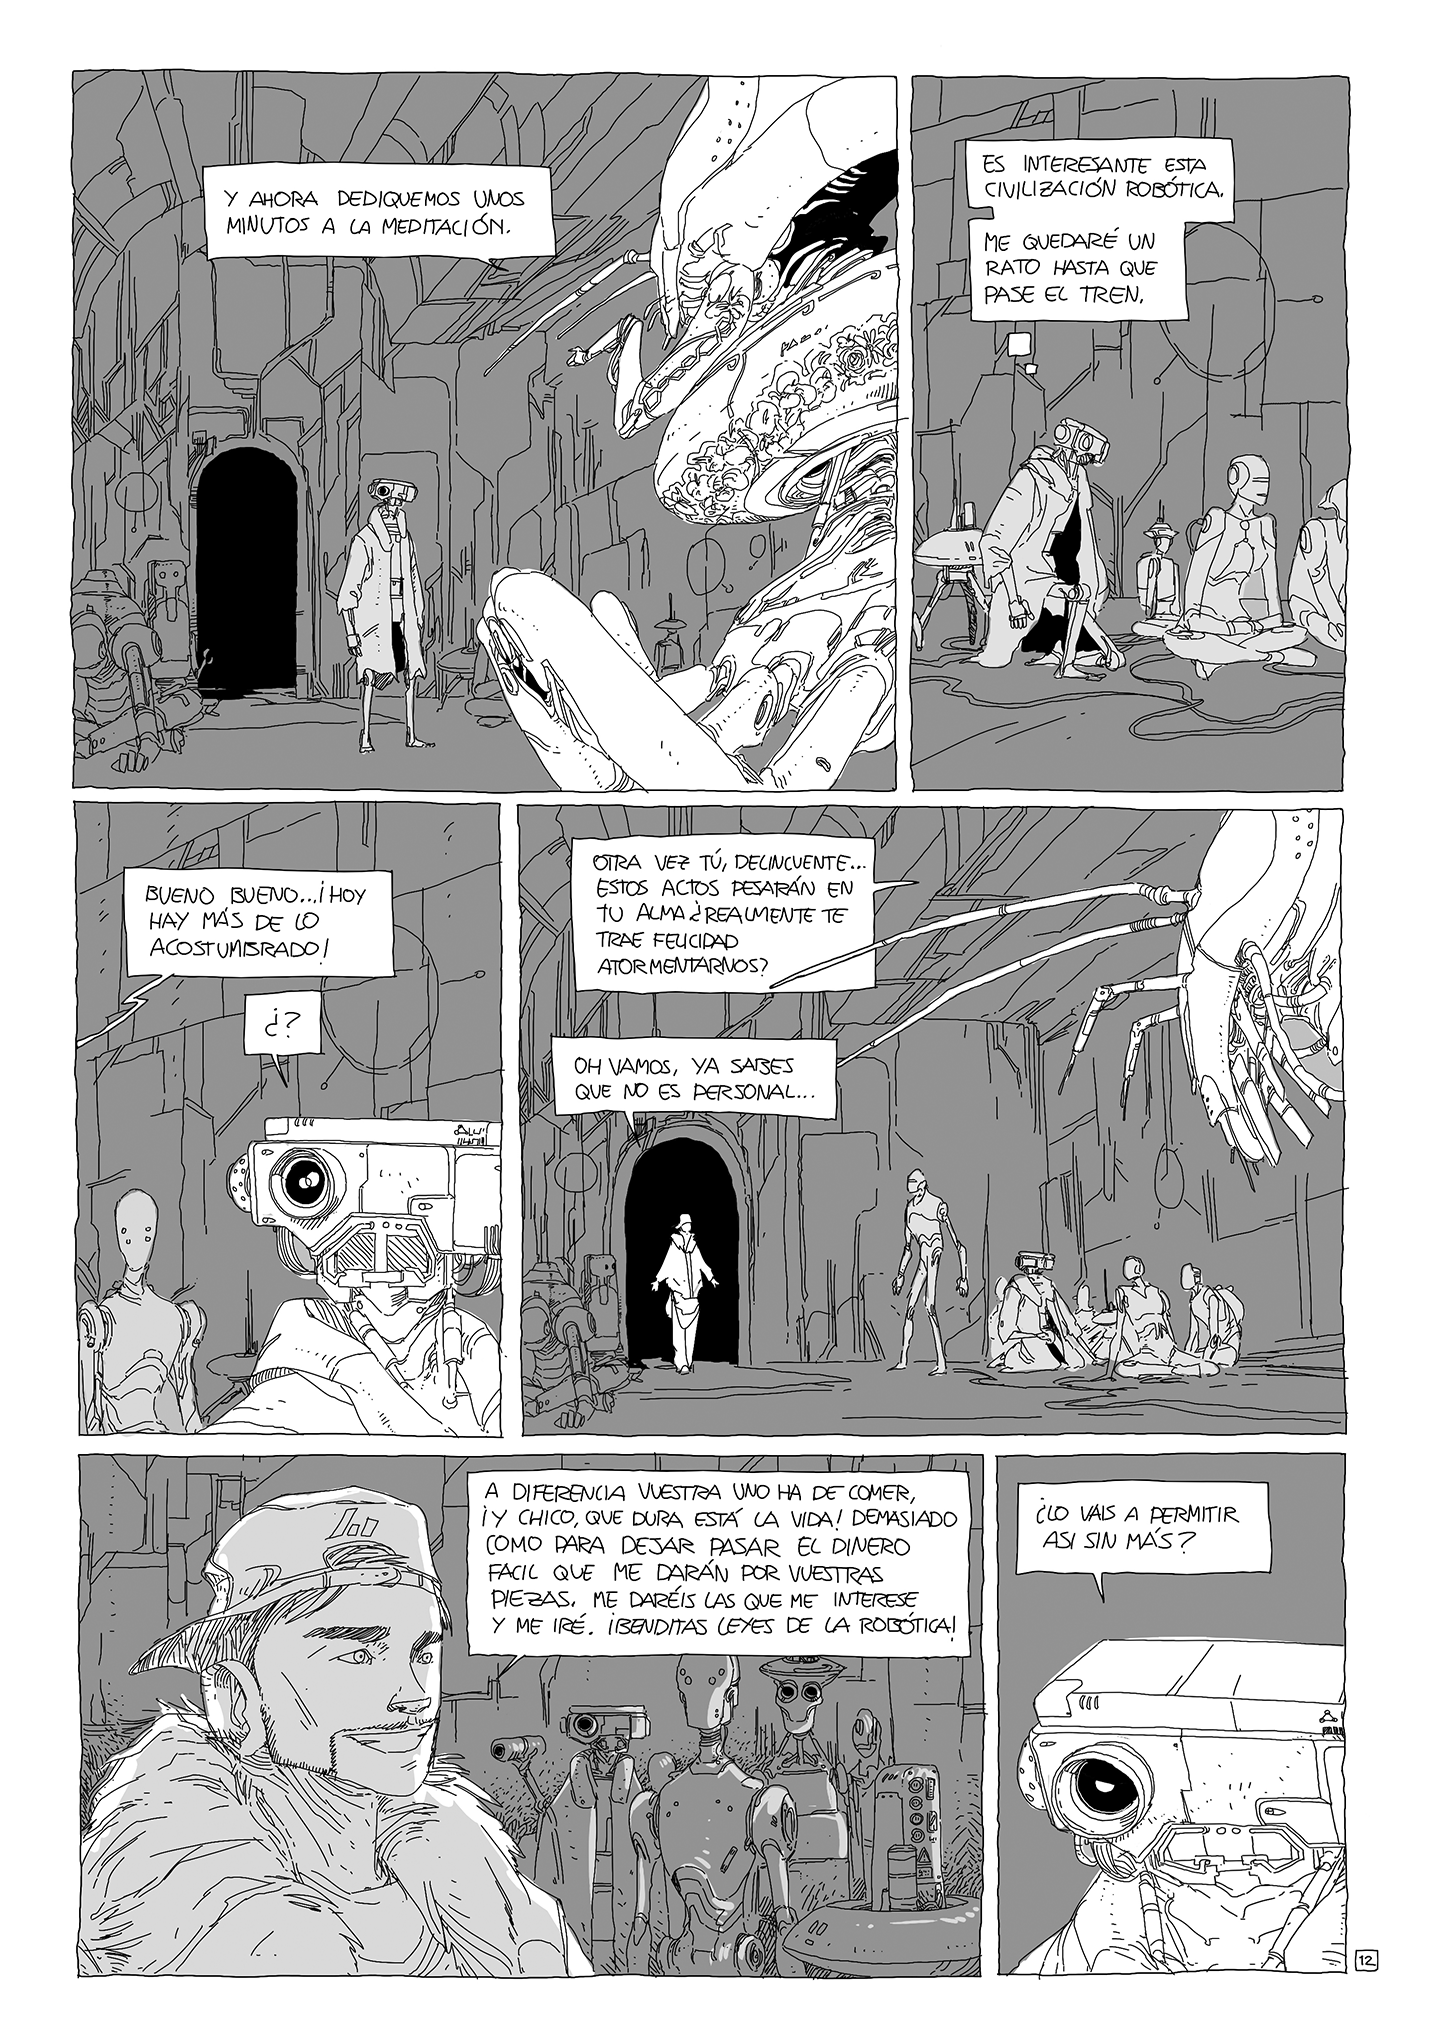 Y AHORA DEDIQUEMOS UNOS
MINUTOS A LA MEDITACIÓN.
ES INTERESANTE ESTA
CIVILIZACIÓN ROBÓTICA.
ME QUEDARÉ UN
RATO HASTA QUE
PASE EL TREN.
BUENO BUENO...¡HOY
HAY MÁS DE LO
ACOSTUMBRADO!
¿?
OTRA VEZ TÚ, DELINCUENTE...
ESTOS ACTOS PESARÁN EN
TU ALMA ¿REALMENTE TE
TRAE FELICIDAD
ATORMENTARNOS?
OH VAMOS, YA SABES
QUE NO ES PERSONAL...
A DIFERENCIA VUESTRA UNO HA DE COMER,
¡Y CHICO, QUE DURA ESTÁ LA VIDA! DEMASIADO
COMO PARA DEJAR PASAR EL DINERO
FACIL QUE ME DARÁN POR VUESTRAS
PIEZAS. ME DARÉIS LAS QUE ME INTERESE
Y ME IRÉ. ¡BENDITAS LEYES DE LA ROBÓTICA!
¿LO VAIS A PERMITIR
ASI SIN MÁS?
12